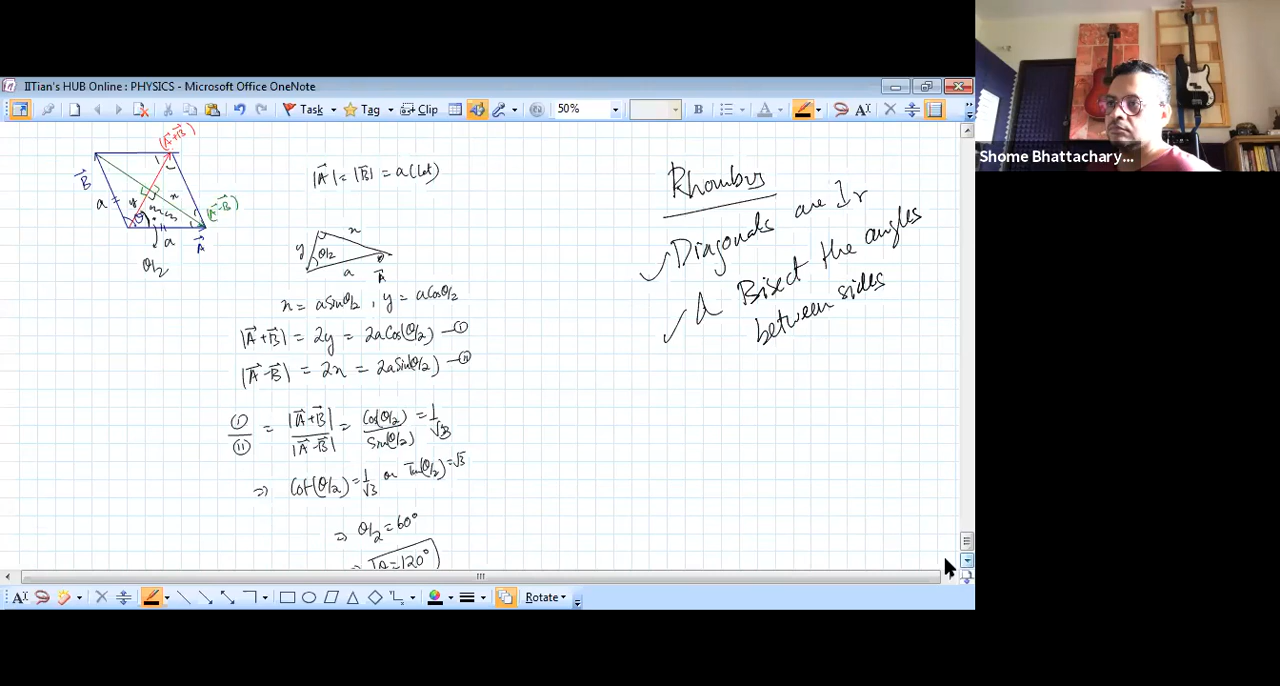 IITian's HUB Online : PHYSICS - Microsoft Office OneNote
Task
Tag
Clip
50%
B
A
Shome Bhattachary...
(A⃗+B⃗)
B⃗
a
y
x
θ
(A⃗-B⃗)
a
A⃗
θ/2
|A⃗| = |B⃗| = a (let)
y
x
θ/2
a
A⃗
x = a Sin θ/2 , y = a Cos θ/2
|A⃗+B⃗| = 2y = 2a Cos(θ/2) —(i)
|A⃗-B⃗| = 2x = 2a Sin(θ/2) —(ii)
(i)/(ii) = |A⃗+B⃗|/|A⃗-B⃗| = Cos(θ/2)/Sin(θ/2) = 1/√3
⇒ Cot(θ/2) = 1/√3 or Tan(θ/2) = √3
⇒ θ/2 = 60°
= 120°
Rhombus
✓ Diagonals are ⊥r
✓ Bisect the angles
between sides
Rotate